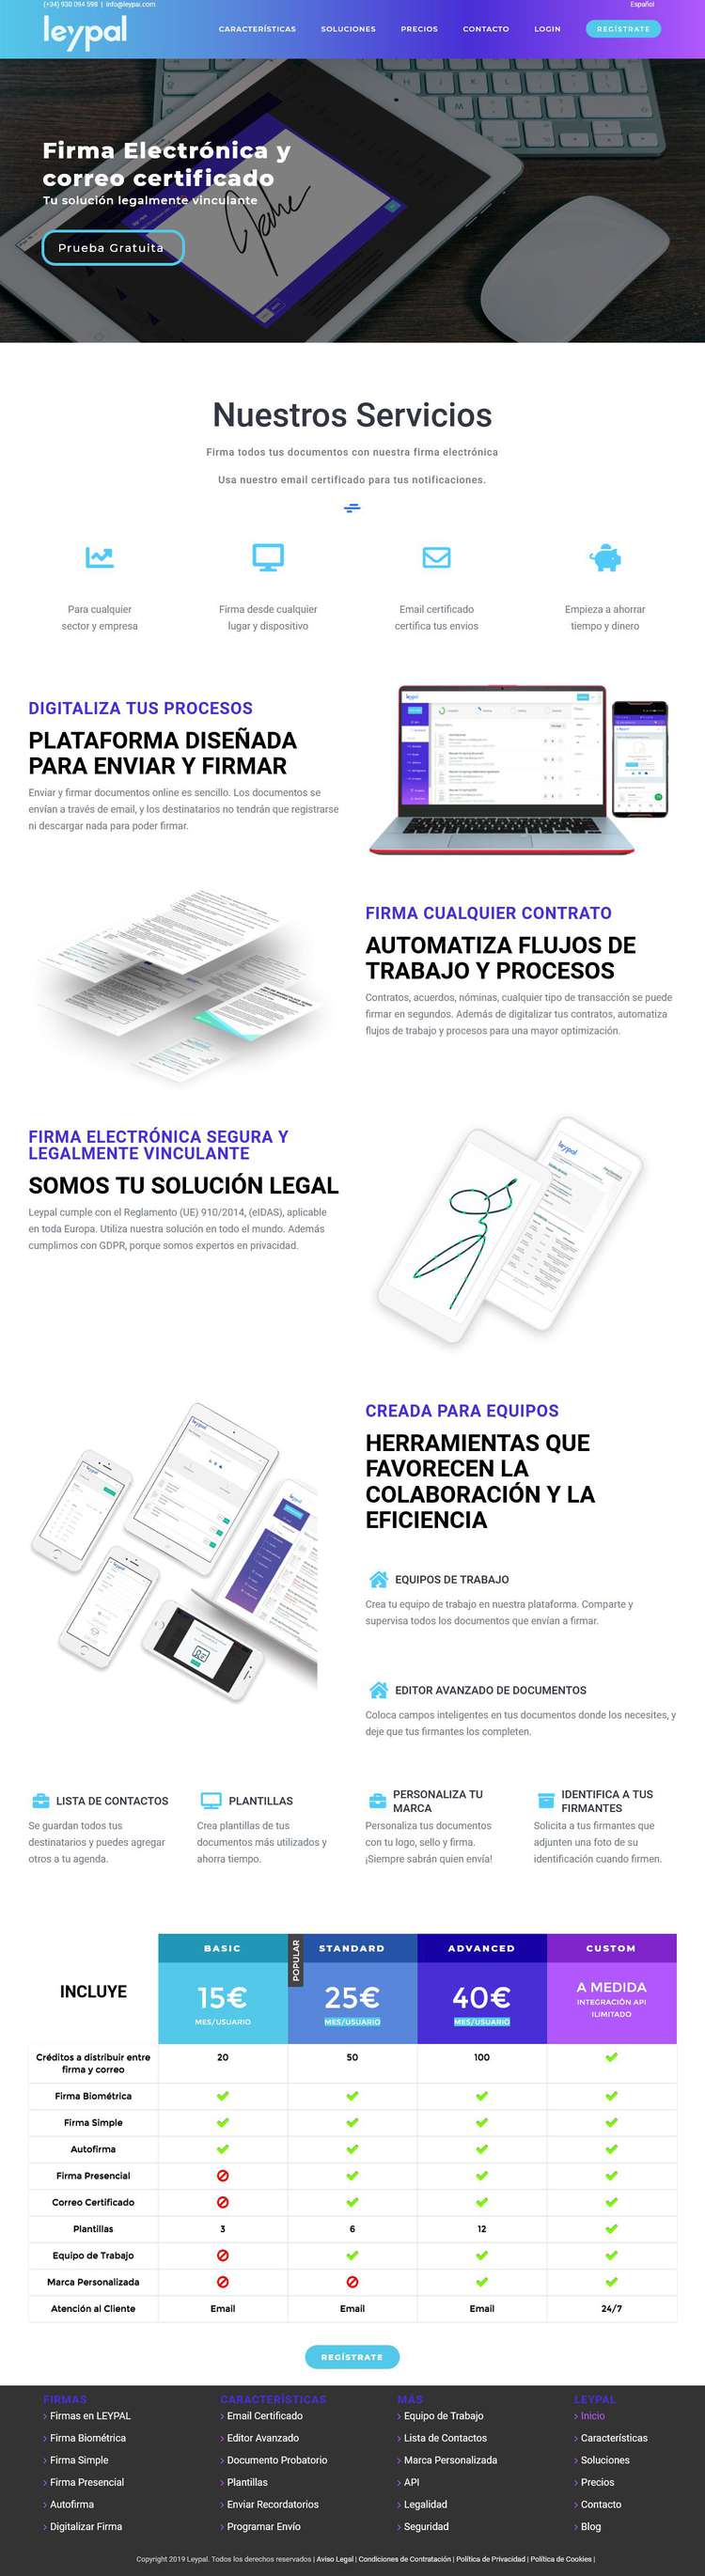 (+34) 930 094 598 | info@leypal.com
Español
leypal
CARACTERÍSTICAS SOLUCIONES PRECIOS CONTACTO LOGIN REGÍSTRATE
Firma Electrónica y
correo certificado
Tu solución legalmente vinculante
Prueba Gratuita
Nuestros Servicios
Firma todos tus documentos con nuestra firma electrónica
Usa nuestro email certificado para tus notificaciones.
Para cualquier
sector y empresa
Firma desde cualquier
lugar y dispositivo
Email certificado
certifica tus envios
Empieza a ahorrar
tiempo y dinero
DIGITALIZA TUS PROCESOS
PLATAFORMA DISEÑADA
PARA ENVIAR Y FIRMAR
Enviar y firmar documentos online es sencillo. Los documentos se
envían a través de email, y los destinatarios no tendrán que registrarse
ni descargar nada para poder firmar.
FIRMA CUALQUIER CONTRATO
AUTOMATIZA FLUJOS DE
TRABAJO Y PROCESOS
Contratos, acuerdos, nóminas, cualquier tipo de transacción se puede
firmar en segundos. Además de digitalizar tus contratos, automatiza
flujos de trabajo y procesos para una mayor optimización.
FIRMA ELECTRÓNICA SEGURA Y
LEGALMENTE VINCULANTE
SOMOS TU SOLUCIÓN LEGAL
Leypal cumple con el Reglamento (UE) 910/2014, (eIDAS), aplicable
en toda Europa. Utiliza nuestra solución en todo el mundo. Además
cumplimos con GDPR, porque somos expertos en privacidad.
leypal
CREADA PARA EQUIPOS
HERRAMIENTAS QUE
FAVORECEN LA
COLABORACIÓN Y LA
EFICIENCIA
EQUIPOS DE TRABAJO
Crea tu equipo de trabajo en nuestra plataforma. Comparte y
supervisa todos los documentos que envían a firmar.
EDITOR AVANZADO DE DOCUMENTOS
Coloca campos inteligentes en tus documentos donde los necesites, y
deje que tus firmantes los completen.
LISTA DE CONTACTOS
Se guardan todos tus
destinatarios y puedes agregar
otros a tu agenda.
PLANTILLAS
Crea plantillas de tus
documentos más utilizados y
ahorra tiempo.
PERSONALIZA TU
MARCA
Personaliza tus documentos
con tu logo, sello y firma.
¡Siempre sabrán quien envía!
IDENTIFICA A TUS
FIRMANTES
Solicita a tus firmantes que
adjunten una foto de su
identificación cuando firmen.
INCLUYE
BASIC
15€
MES/USUARIO
POPULAR
STANDARD
25€
MES/USUARIO
ADVANCED
40€
MES/USUARIO
CUSTOM
A MEDIDA
INTEGRACIÓN API
ILIMITADO
Créditos a distribuir entre
firma y correo
20 50 100
Firma Biométrica
Firma Simple
Autofirma
Firma Presencial
Correo Certificado
Plantillas 3 6 12
Equipo de Trabajo
Marca Personalizada
Atención al Cliente Email Email Email 24/7
REGÍSTRATE
FIRMAS
> Firmas en LEYPAL
> Firma Biométrica
> Firma Simple
> Firma Presencial
> Autofirma
> Digitalizar Firma
CARACTERISTICAS
> Email Certificado
> Editor Avanzado
> Documento Probatorio
> Plantillas
> Enviar Recordatorios
> Programar Envío
MÁS
> Equipo de Trabajo
> Lista de Contactos
> Marca Personalizada
> API
> Legalidad
> Seguridad
LEYPAL
> Inicio
> Características
> Soluciones
> Precios
> Contacto
> Blog
Copyright 2019 Leypal. Todos los derechos reservados | Aviso Legal | Condiciones de Contratación | Política de Privacidad | Política de Cookies |